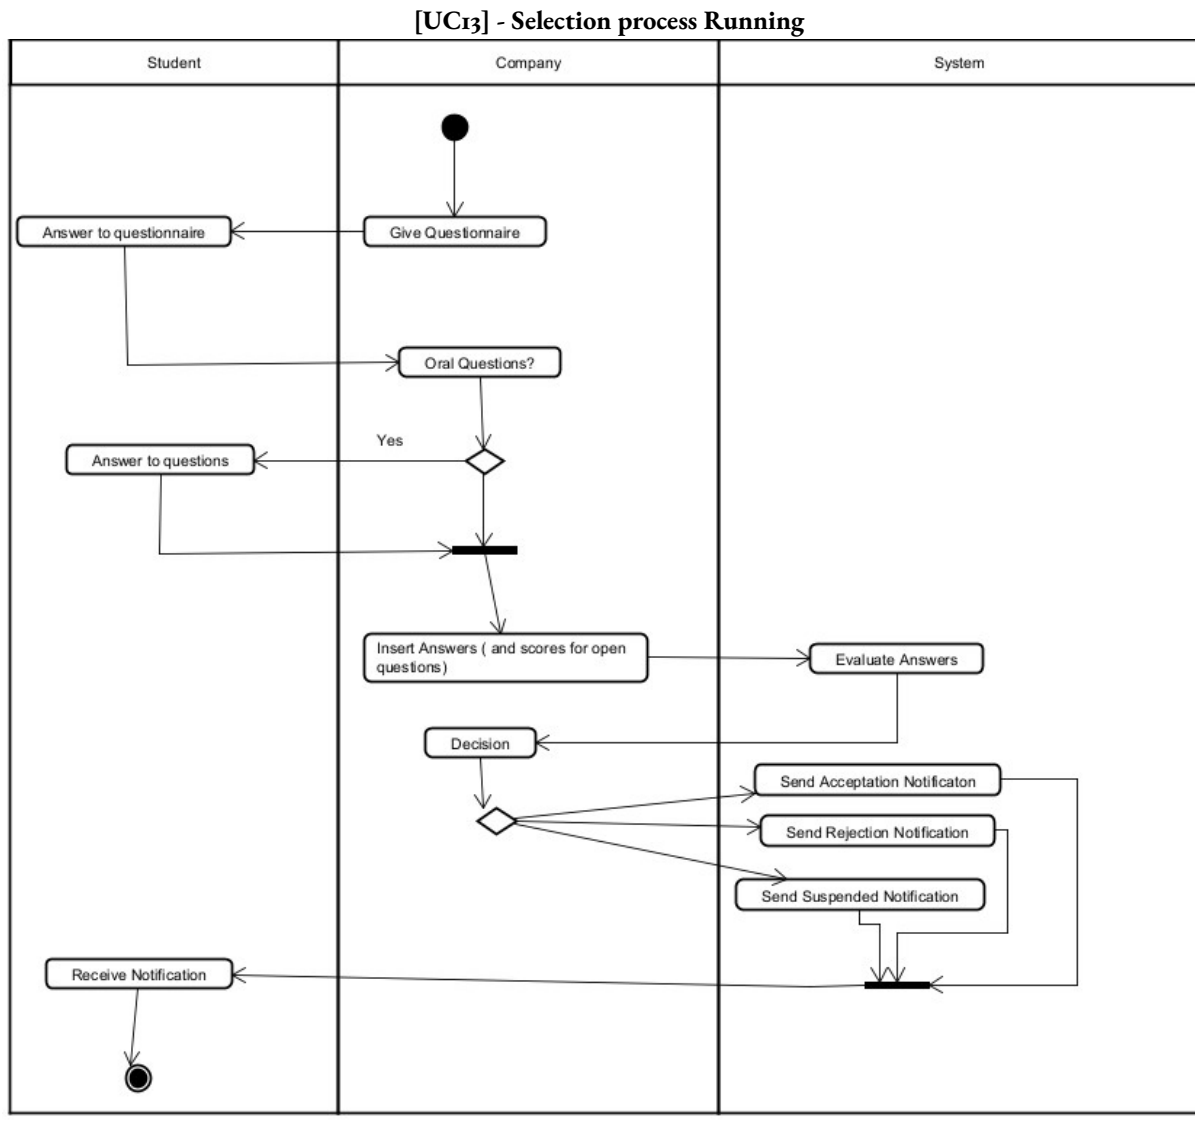 [UC13] - Selection process Running
Student
Company
System
Answer to questionnaire
Give Questionnaire
Oral Questions?
Yes
Answer to questions
Insert Answers ( and scores for open
questions)
Evaluate Answers
Decision
Send Acceptation Notificaton
Send Rejection Notification
Send Suspended Notification
Receive Notification